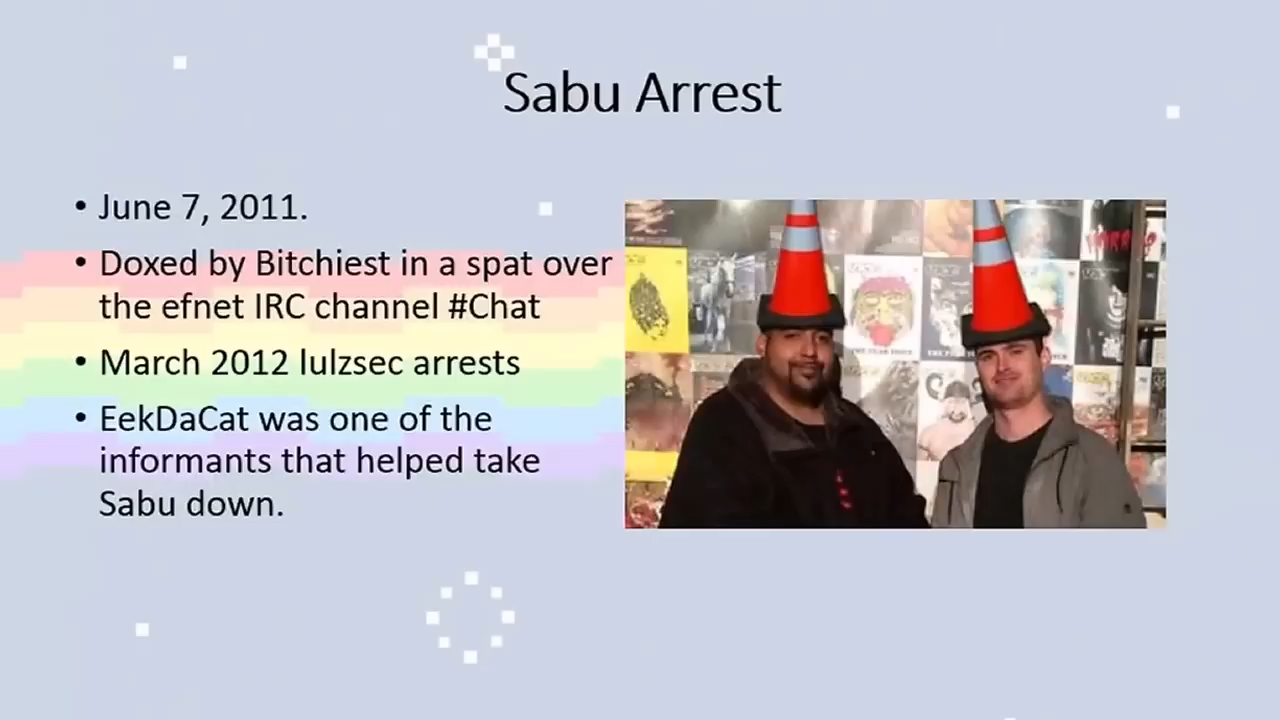 Sabu Arrest
• June 7, 2011.
• Doxed by Bitchiest in a spat over
the efnet IRC channel #Chat
• March 2012 lulzsec arrests
• EekDaCat was one of the
informants that helped take
Sabu down.